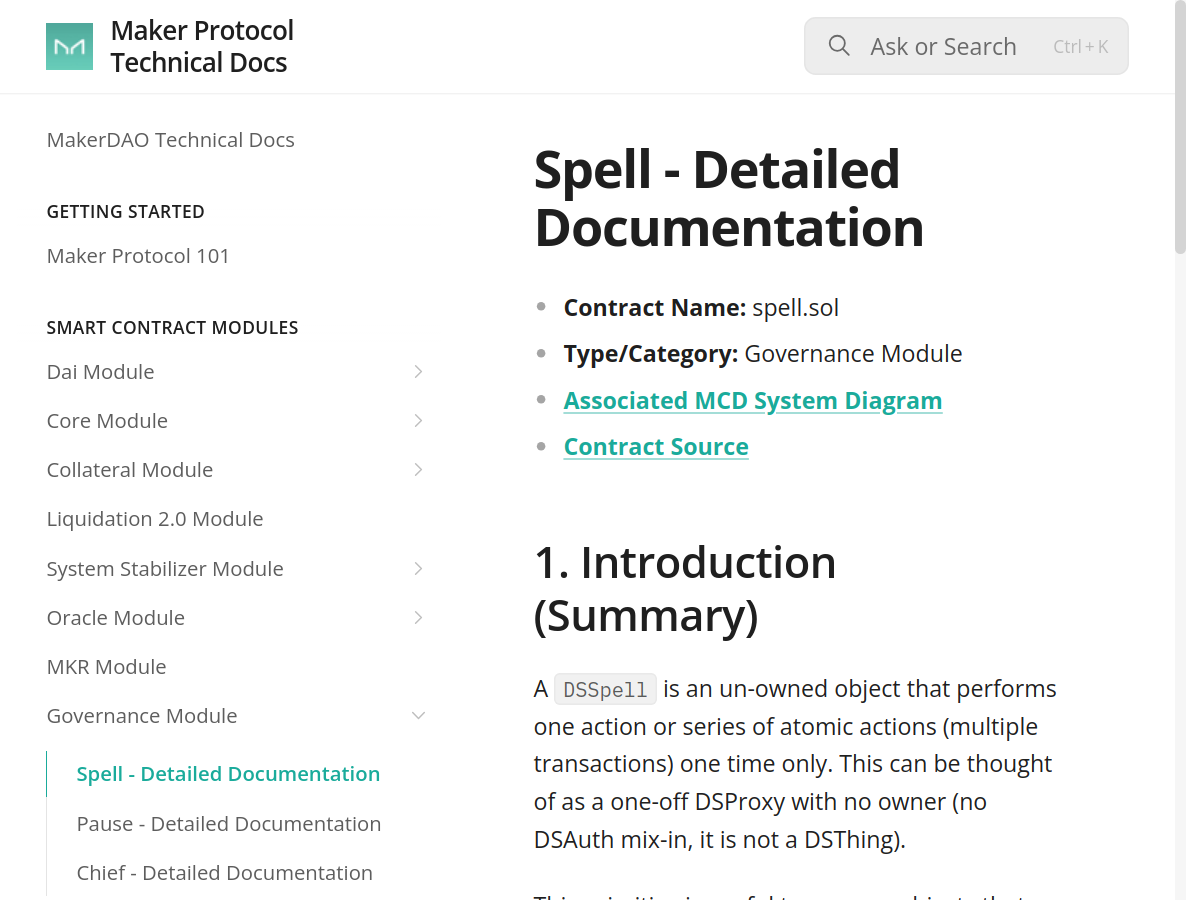 Maker Protocol
Technical Docs
Ask or Search
Ctrl + K
MakerDAO Technical Docs
GETTING STARTED
Maker Protocol 101
SMART CONTRACT MODULES
Dai Module
Core Module
Collateral Module
Liquidation 2.0 Module
System Stabilizer Module
Oracle Module
MKR Module
Governance Module
Spell - Detailed Documentation
Pause - Detailed Documentation
Chief - Detailed Documentation
Spell - Detailed
Documentation
Contract Name: spell.sol
Type/Category: Governance Module
Associated MCD System Diagram
Contract Source
1. Introduction
(Summary)
A DSSpell is an un-owned object that performs
one action or series of atomic actions (multiple
transactions) one time only. This can be thought
of as a one-off DSProxy with no owner (no
DSAuth mix-in, it is not a DSThing).